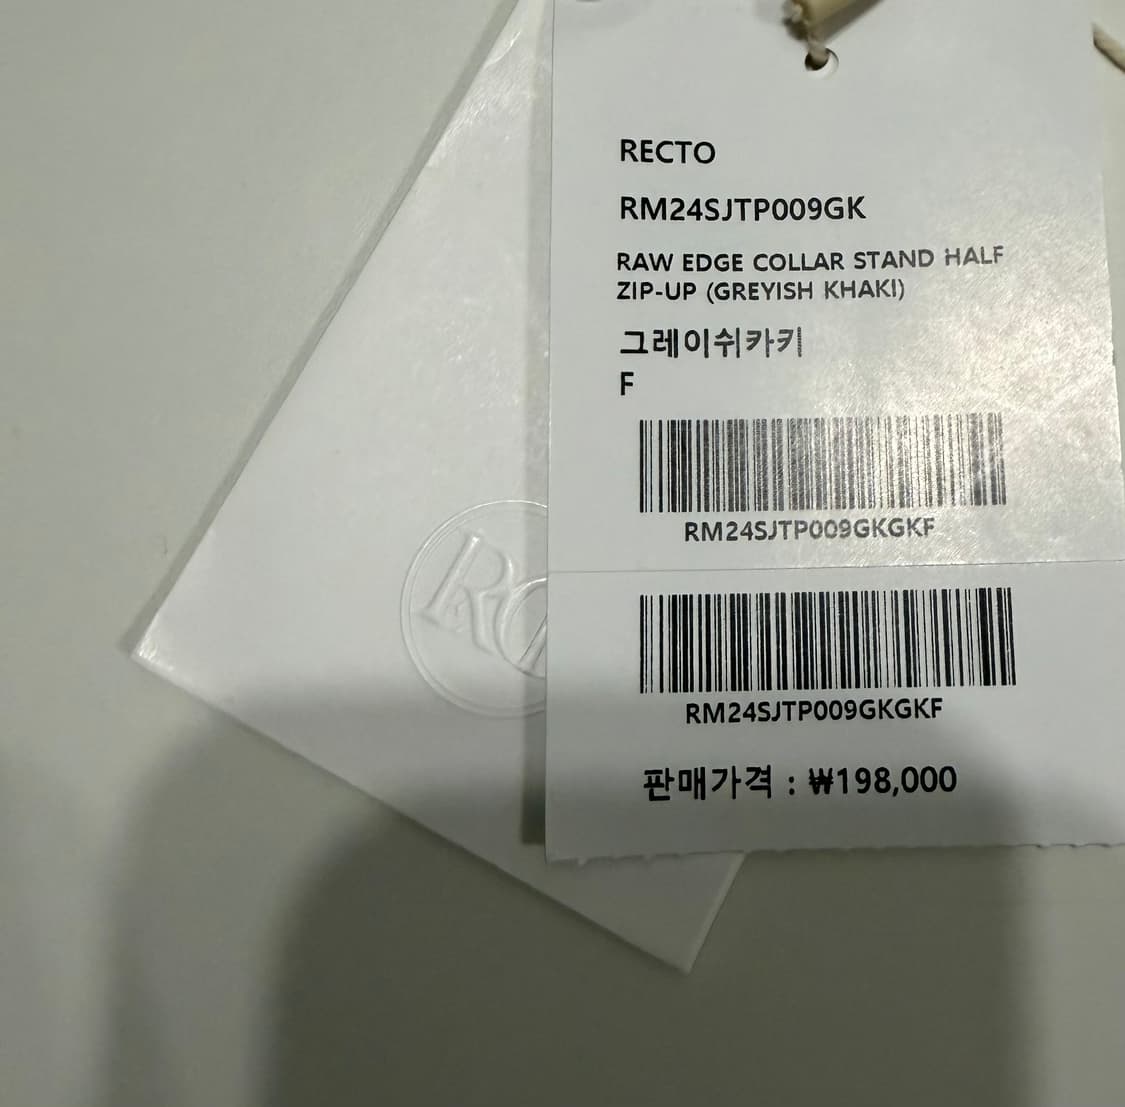 RECTO
RM24SJTP009GK
RAW EDGE COLLAR STAND HALF
ZIP-UP (GREYISH KHAKI)
그레이쉬카키
F
RM24SJTP009GKGKF
RM24SJTP009GKGKF
판매가격 : ₩198,000